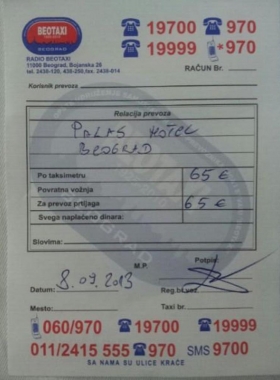 BEOTAXI
BEOGRAD
19700 970
19999 *970
RADIO BEOTAXI
11000 Beograd, Bojanska 28
RAČUN Br.
Korisnik prevoza
Relacija prevoza
PALAS HOTEL
BEOGRAD
Po taksimetru 65 €
Povratna vožnja
Za prevoz prtljaga 65 €
Svega naplaćeno dinara:
Slovima:
M.P. Potpis,
Datum: 8.09.2013 Reg.br.voz.
Mesto: Taxi br.
060/970 19700 19999
011/2415 555 970 SMS 9700
SA NAMA SU ULICE KRAĆE